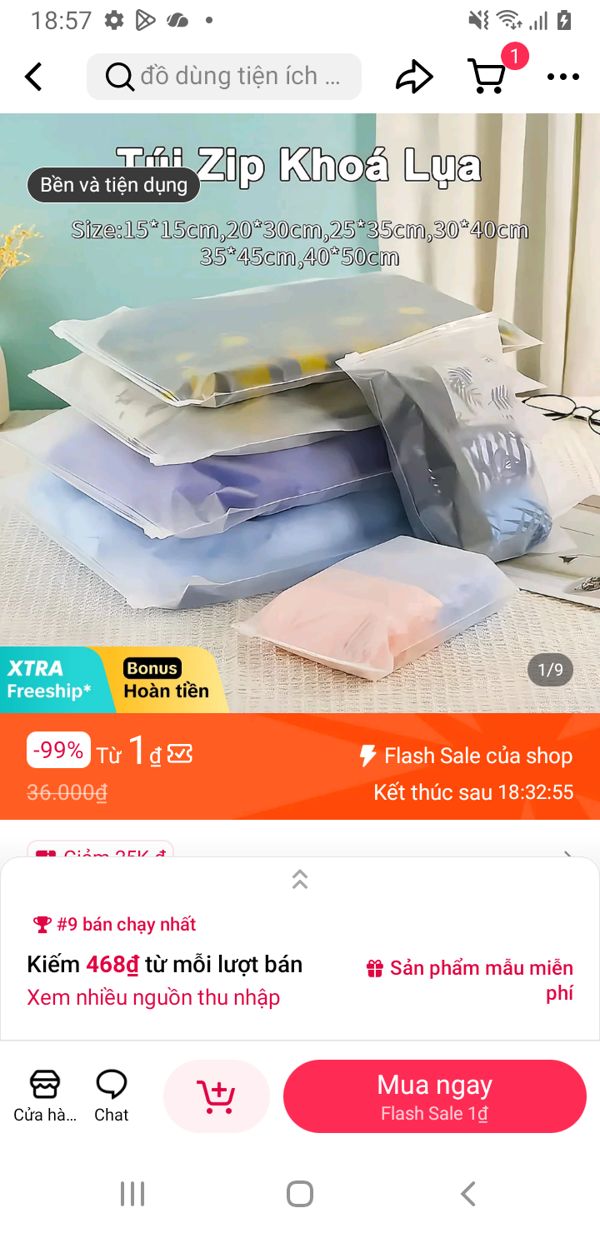 18:57
đồ dùng tiện ích ...
1
Túi Zip Khoá Lụa
Bền và tiện dụng
Size:15*15cm,20*30cm,25*35cm,30*40cm
35*45cm,40*50cm
XTRA
Freeship*
Bonus
Hoàn tiền
1/9
-99% Từ 1đ
Flash Sale của shop
36.000₫
Kết thúc sau 18:32:55
Giảm 25K đ
#9 bán chạy nhất
Kiếm 468₫ từ mỗi lượt bán
Xem nhiều nguồn thu nhập
Sản phẩm mẫu miễn
phí
Cửa hà...
Chat
Mua ngay
Flash Sale 1₫